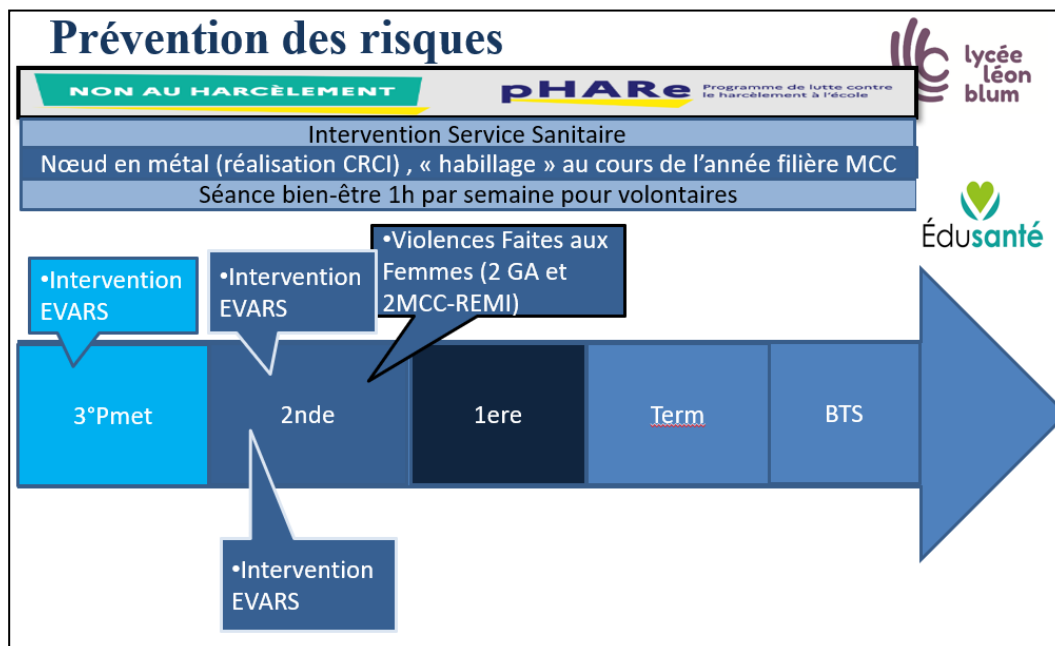 Prévention des risques
lycée
léon
blum
NON AU HARCÈLEMENT
pHARe
Programme de lutte contre
le harcèlement à l'école
Intervention Service Sanitaire
Nœud en métal (réalisation CRCI) , « habillage » au cours de l'année filière MCC
Séance bien-être 1h par semaine pour volontaires
Édusanté
•Intervention
EVARS
•Intervention
EVARS
•Violences Faites aux
Femmes (2 GA et
2MCC-REMI)
3°Pmet
2nde
1ere
Term
BTS
•Intervention
EVARS